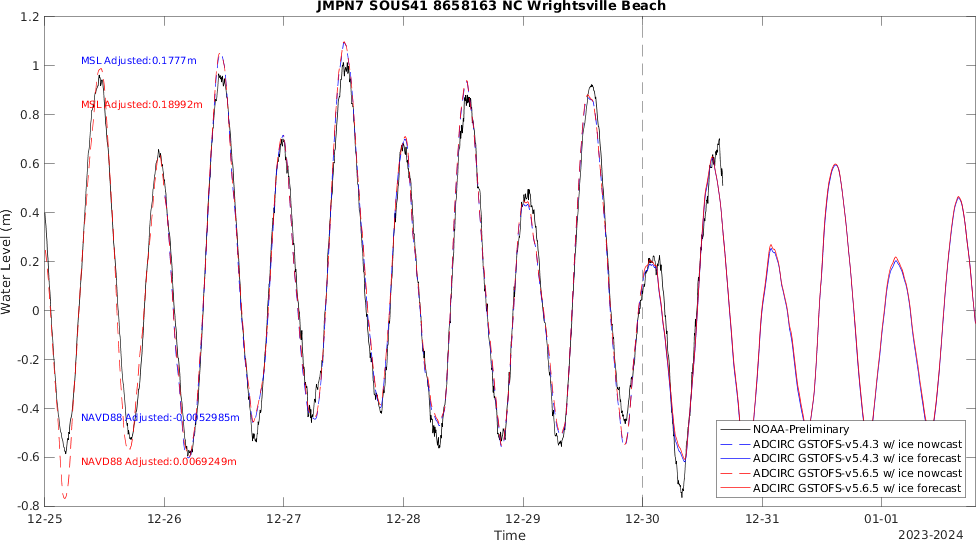 JMPN7 SOUS41 8658163 NC Wrightsville Beach
1.2
1
0.8
0.6
0.4
0.2
0
-0.2
-0.4
-0.6
-0.8
Water Level (m)
MSL Adjusted:0.1777m
MSL Adjusted:0.18992m
NAVD88 Adjusted:-0.0052985m
NAVD88 Adjusted:0.0069249m
NOAA-Preliminary
ADCIRC GSTOFS-v5.4.3 w/ ice nowcast
ADCIRC GSTOFS-v5.4.3 w/ ice forecast
ADCIRC GSTOFS-v5.6.5 w/ ice nowcast
ADCIRC GSTOFS-v5.6.5 w/ ice forecast
12-25 12-26 12-27 12-28 12-29 12-30 12-31 01-01
Time
2023-2024